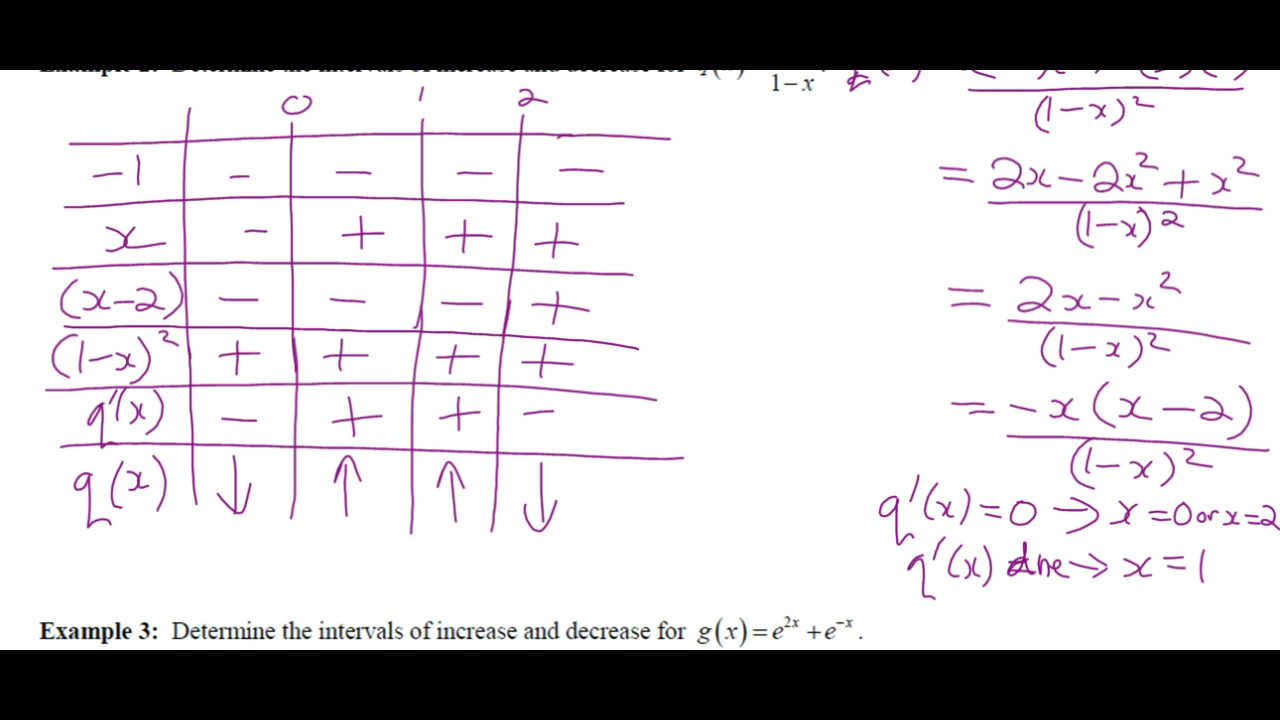 1−x
(1−x)²
0 1 2
−1 − − − −
x − + + +
(x−2) − − − +
(1−x)² + + + +
q'(x) − + + −
q(x) ↓ ↑ ↑ ↓
= 2x−2x²+x²
(1−x)²
= 2x−x²
(1−x)²
= −x(x−2)
(1−x)²
q'(x)=0 → x=0 or x=2
q'(x) dne → x=1
Example 3: Determine the intervals of increase and decrease for g(x)=e^{2x}+e^{−x}.